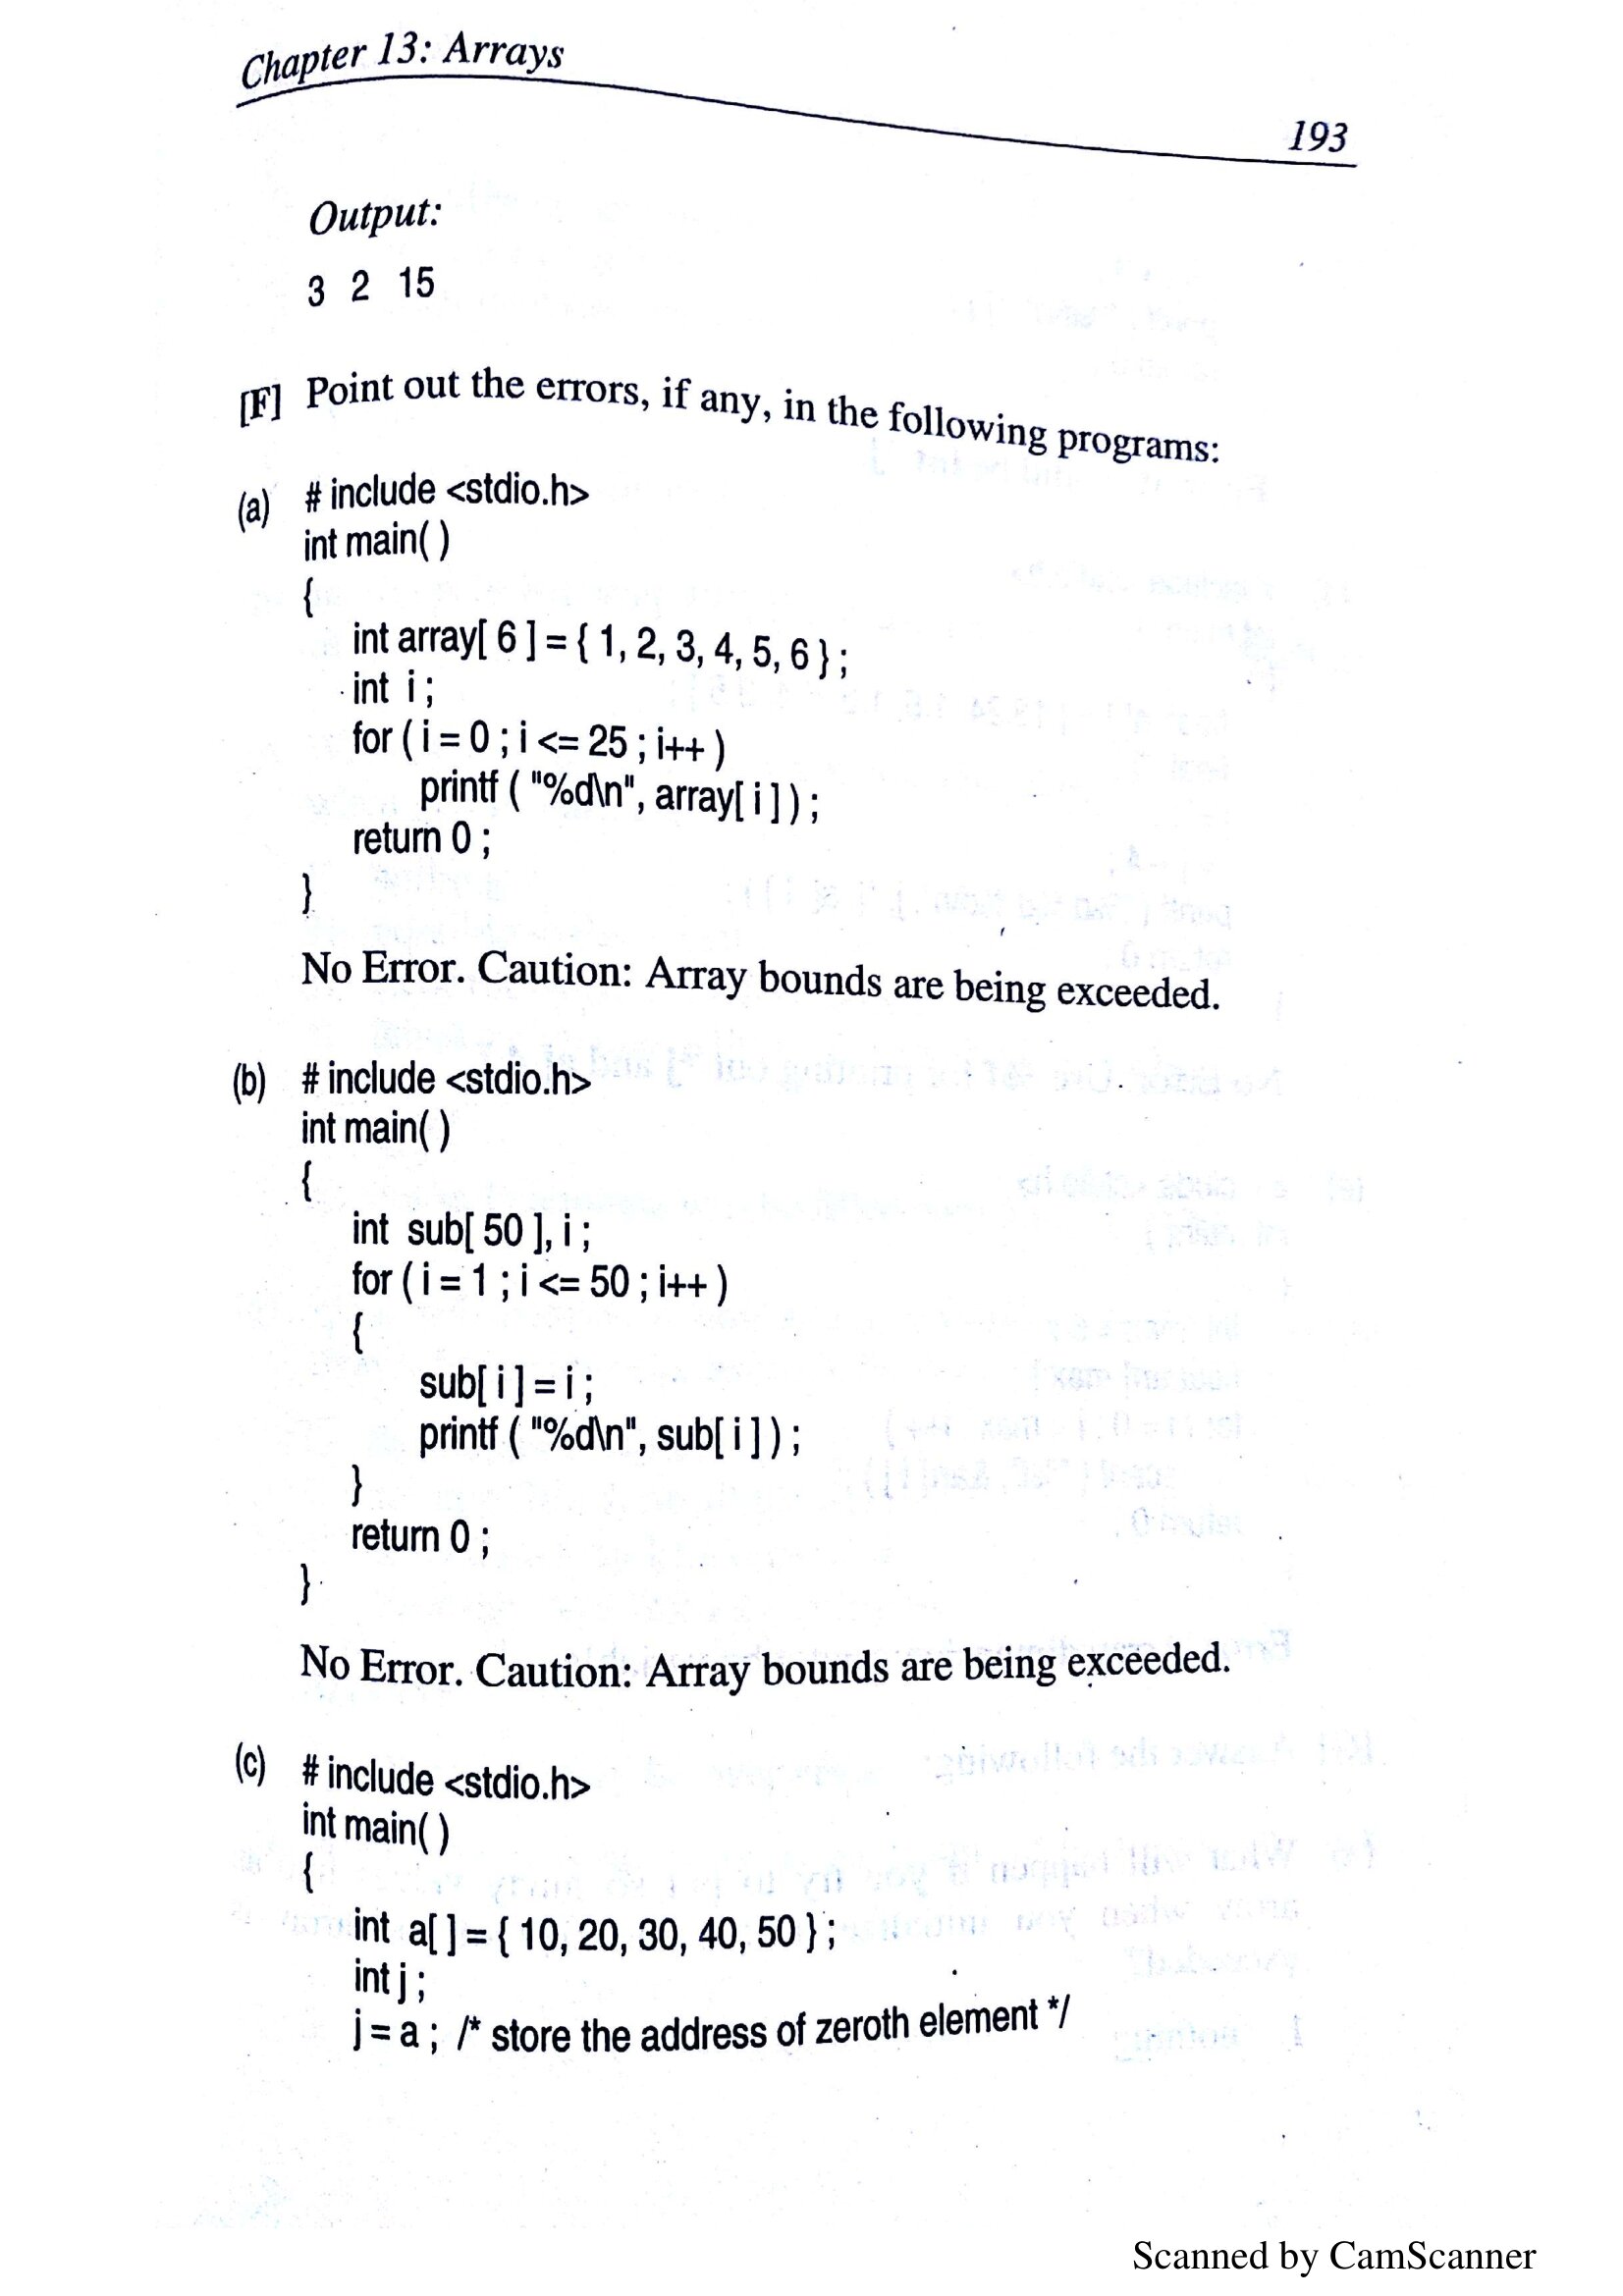 Chapter 13: Arrays
193
Output:
3 2 15
[F] Point out the errors, if any, in the following programs:
(a) # include <stdio.h>
int main( )
{
int array[ 6 ] = { 1, 2, 3, 4, 5, 6 } ;
int i ;
for ( i = 0 ; i <= 25 ; i++ )
printf ( "%d\n", array[ i ] ) ;
return 0 ;
}
No Error. Caution: Array bounds are being exceeded.
(b) # include <stdio.h>
int main( )
{
int sub[ 50 ], i ;
for ( i = 1 ; i <= 50 ; i++ )
{
sub[ i ] = i ;
printf ( "%d\n", sub[ i ] ) ;
}
return 0 ;
}
No Error. Caution: Array bounds are being exceeded.
(c) # include <stdio.h>
int main( )
{
int a[ ] = { 10, 20, 30, 40, 50 } ;
int j ;
j = a ; /* store the address of zeroth element */
Scanned by CamScanner